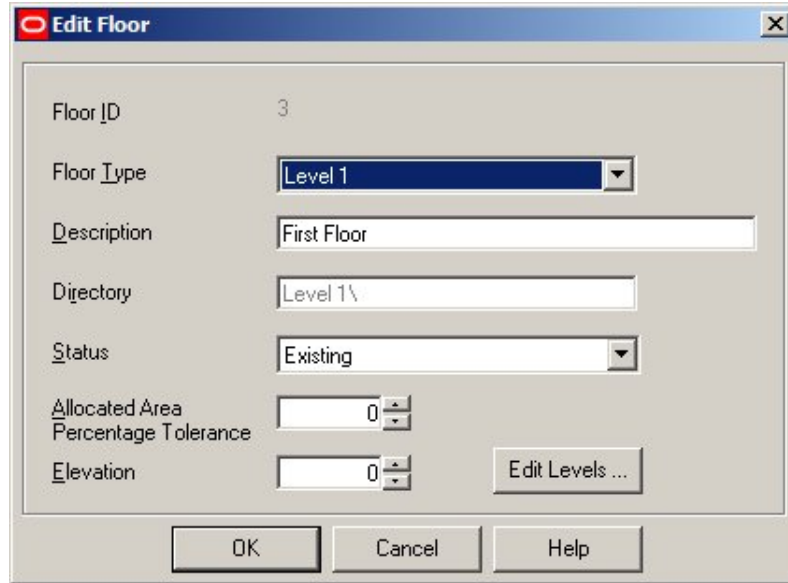 Edit Floor
Floor ID 3
Floor Type Level 1
Description First Floor
Directory Level 1\
Status Existing
Allocated Area
Percentage Tolerance 0
Elevation 0 Edit Levels ...
OK Cancel Help